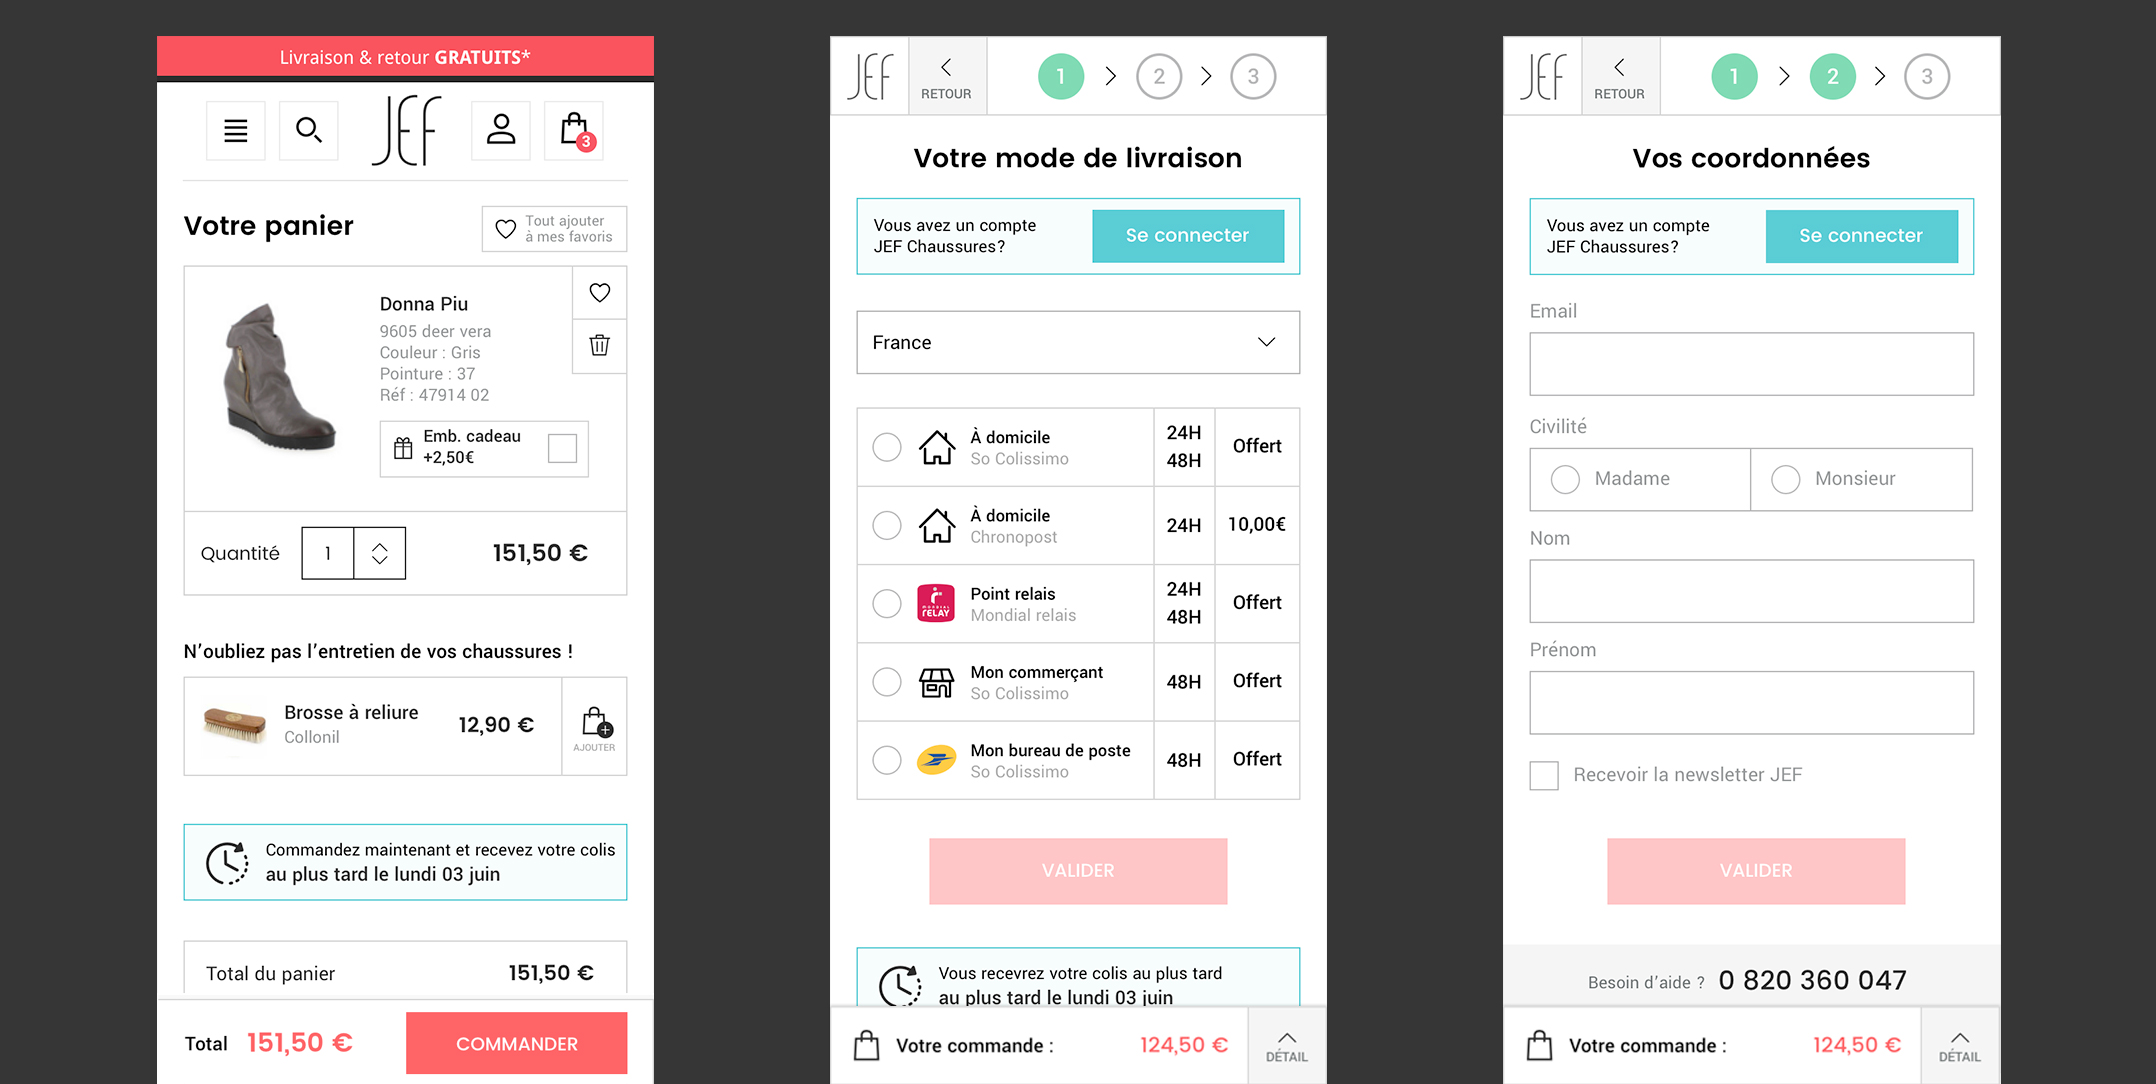 Livraison & retour GRATUITS*
JEF
3
Votre panier
Tout ajouter
à mes favoris
Donna Piu
9605 deer vera
Couleur : Gris
Pointure : 37
Réf : 47914 02
Emb. cadeau
+2,50€
Quantité
1
151,50 €
N'oubliez pas l'entretien de vos chaussures !
Brosse à reliure
Collonil
12,90 €
AJOUTER
Commandez maintenant et recevez votre colis
au plus tard le lundi 03 juin
Total du panier
151,50 €
Total 151,50 €
COMMANDER
JEF
RETOUR
1 2 3
Votre mode de livraison
Vous avez un compte
JEF Chaussures?
Se connecter
France
À domicile
So Colissimo
24H
48H
Offert
À domicile
Chronopost
24H
10,00€
MONDIAL
RELAY
Point relais
Mondial relais
24H
48H
Offert
Mon commerçant
So Colissimo
48H
Offert
Mon bureau de poste
So Colissimo
48H
Offert
VALIDER
Vous recevrez votre colis au plus tard
au plus tard le lundi 03 juin
Votre commande :
124,50 €
DÉTAIL
JEF
RETOUR
1 2 3
Vos coordonnées
Vous avez un compte
JEF Chaussures?
Se connecter
Email
Civilité
Madame
Monsieur
Nom
Prénom
Recevoir la newsletter JEF
VALIDER
Besoin d'aide ? 0 820 360 047
Votre commande :
124,50 €
DÉTAIL